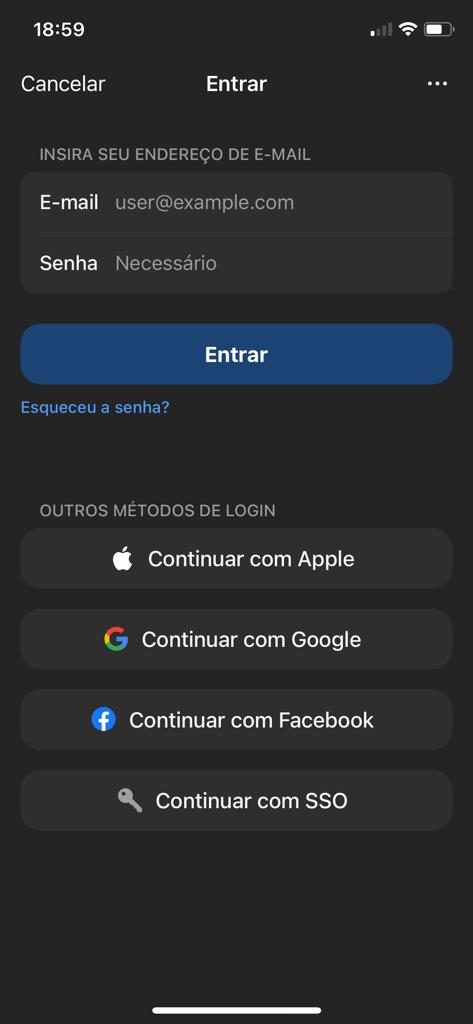 18:59
Cancelar Entrar ...
INSIRA SEU ENDEREÇO DE E-MAIL
E-mail user@example.com
Senha Necessário
Entrar
Esqueceu a senha?
OUTROS MÉTODOS DE LOGIN
Continuar com Apple
Continuar com Google
Continuar com Facebook
Continuar com SSO